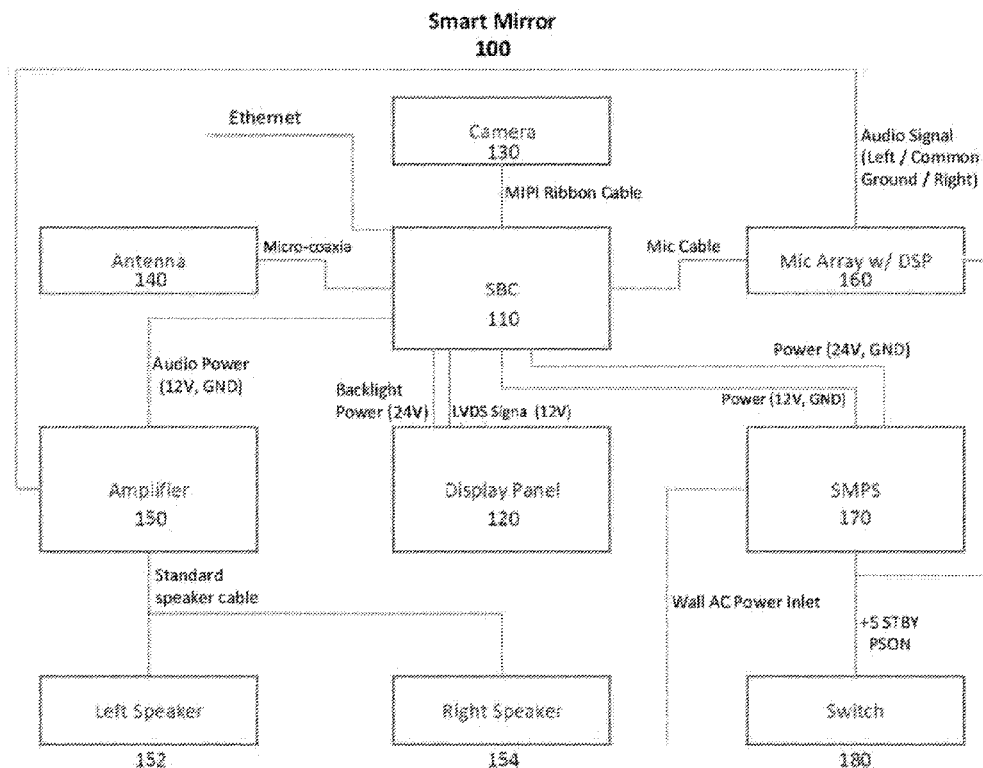 Smart Mirror
100
Ethernet
Camera
130
Audio Signal
(Left / Common
Ground / Right)
MIPI Ribbon Cable
Antenna
140
Micro-coaxia
SBC
110
Mic Cable
Mic Array w/ DSP
160
Audio Power
(12V, GND)
Backlight
Power (24V)
LVDS Signa (12V)
Power (24V, GND)
Power (12V, GND)
Amplifier
150
Display Panel
120
SMPS
170
Standard
speaker cable
Wall AC Power Inlet
+5 STBY
PSON
Left Speaker
152
Right Speaker
154
Switch
180